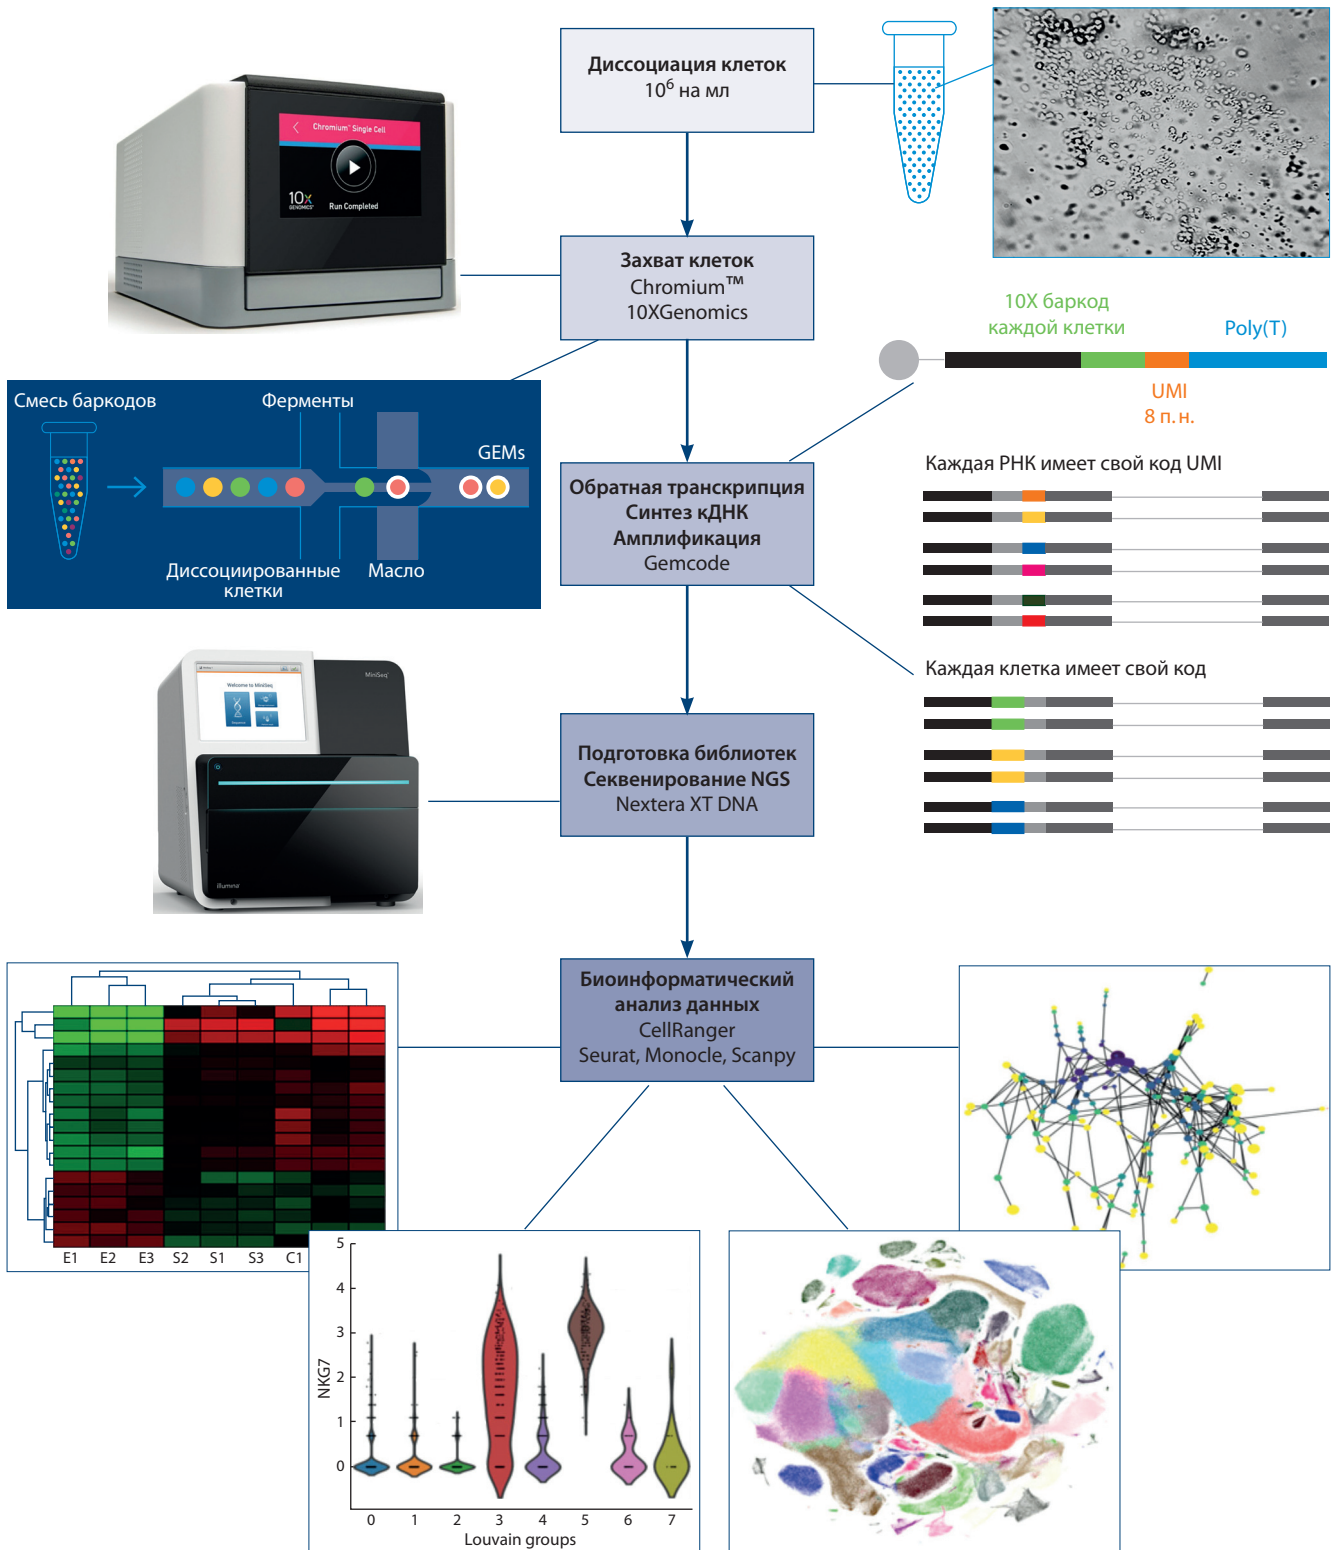 Диссоциация клеток
10⁶ на мл
Chromium™ Single Cell
10x
GENOMICS
Run Completed
Захват клеток
Chromium™
10XGenomics
10X баркод
каждой клетки
Poly(T)
UMI
8 п. н.
Смесь баркодов
Ферменты
GEMs
Диссоциированные
клетки
Масло
Обратная транскрипция
Синтез кДНК
Амплификация
Gemcode
Каждая РНК имеет свой код UMI
Каждая клетка имеет свой код
Welcome to MiniSeq
MiniSeq
illumina
Подготовка библиотек
Секвенирование NGS
Nextera XT DNA
Биоинформатический
анализ данных
CellRanger
Seurat, Monocle, Scanpy
E1 E2 E3 S2 S1 S3 C1
NKG7
5
4
3
2
1
0
0 1 2 3 4 5 6 7
Louvain groups